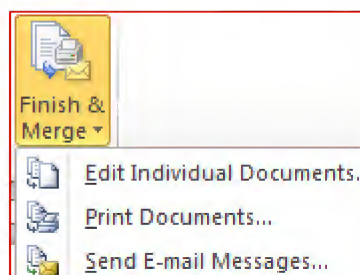 Finish &
Merge
Edit Individual Documents.
Print Documents...
Send E-mail Messages...